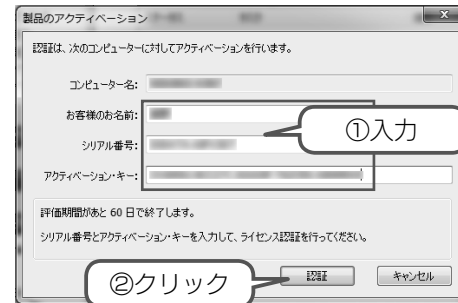 製品のアクティベーション
認証は、次のコンピューターに対してアクティベーションを行います。
コンピューター名:
お客様のお名前:
シリアル番号:
アクティベーション・キー:
①入力
評価期間があと 60 日で終了します。
シリアル番号とアクティベーション・キーを入力して、ライセンス認証を行ってください。
②クリック
認証
キャンセル